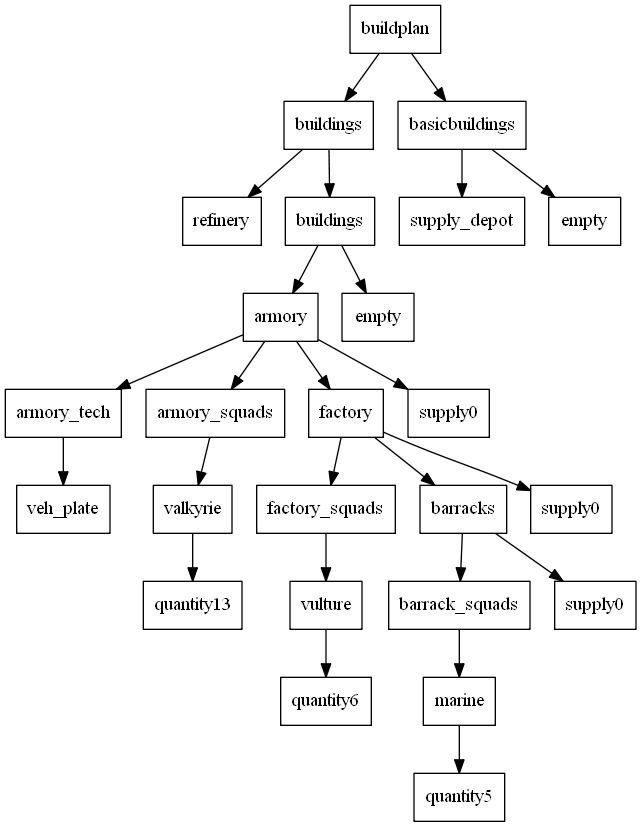 buildplan
buildings
basicbuildings
refinery
buildings
supply_depot
empty
armory
empty
armory_tech
armory_squads
factory
supply0
veh_plate
valkyrie
factory_squads
barracks
supply0
quantity13
vulture
barrack_squads
supply0
quantity6
marine
quantity5